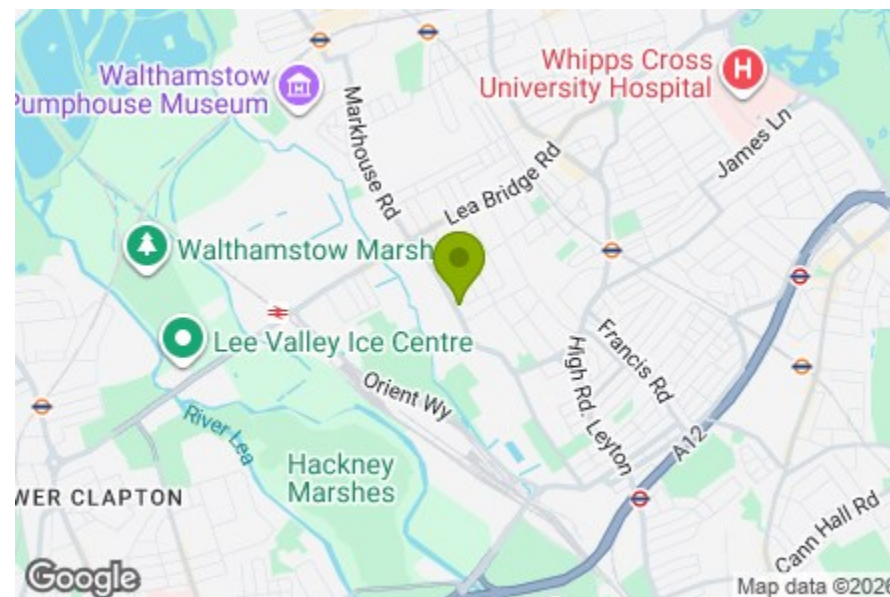 Walthamstow
Pumphouse Museum
Whipps Cross
University Hospital
H
Markhouse Rd
James Ln
Lea Bridge Rd
Walthamstow Marsh
Lee Valley Ice Centre
Francis Rd
High Rd. Leyton
Orient Wy
River Lea
A12
Hackney
Marshes
WER CLAPTON
Cann Hall Rd
Google
Map data ©2026